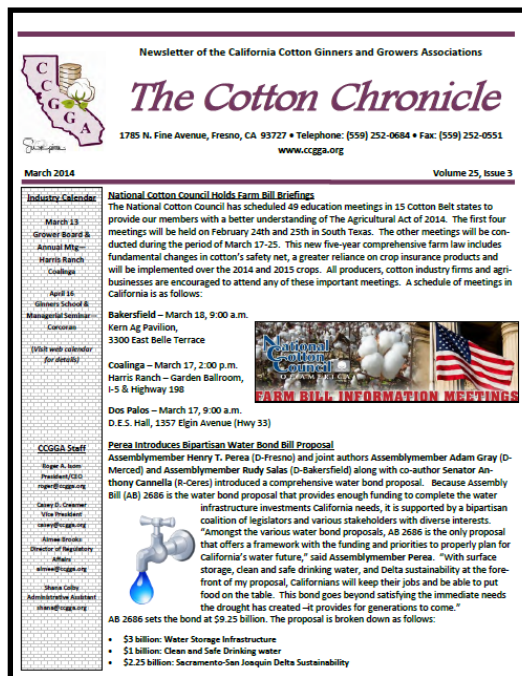 Newsletter of the California Cotton Ginners and Growers Associations
CCGGA
The Cotton Chronicle
1785 N. Fine Avenue, Fresno, CA 93727 • Telephone: (559) 252-0684 • Fax: (559) 252-0551
www.ccgga.org
March 2014
Volume 25, Issue 3
Industry Calendar
March 13
Grower Board &
Annual Mtg—
Harris Ranch
Coalinga
April 16
Ginners School &
Managerial Seminar—
Corcoran
(Visit web calendar
for details)
CCGGA Staff
Roger A. Isom
President/CEO
roger@ccgga.org
Casey D. Creamer
Vice President
casey@ccgga.org
Aimee Brooks
Director of Regulatory
Affairs
aimee@ccgga.org
Shana Colby
Administrative Assistant
shana@ccgga.org
National Cotton Council Holds Farm Bill Briefings
The National Cotton Council has scheduled 49 education meetings in 15 Cotton Belt states to
provide our members with a better understanding of The Agricultural Act of 2014. The first four
meetings will be held on February 24th and 25th in South Texas. The other meetings will be con-
ducted during the period of March 17-25. This new five-year comprehensive farm law includes
fundamental changes in cotton's safety net, a greater reliance on crop insurance products and
will be implemented over the 2014 and 2015 crops. All producers, cotton industry firms and agri-
businesses are encouraged to attend any of these important meetings. A schedule of meetings in
California is as follows:
Bakersfield – March 18, 9:00 a.m.
Kern Ag Pavilion,
3300 East Belle Terrace
Coalinga – March 17, 2:00 p.m.
Harris Ranch – Garden Ballroom,
I-5 & Highway 198
Dos Palos – March 17, 9:00 a.m.
D.E.S. Hall, 1357 Elgin Avenue (Hwy 33)
National
Cotton
Council
OF AMERICA
FARM BILL INFORMATION MEETINGS
Perea Introduces Bipartisan Water Bond Bill Proposal
Assemblymember Henry T. Perea (D-Fresno) and joint authors Assemblymember Adam Gray (D-
Merced) and Assemblymember Rudy Salas (D-Bakersfield) along with co-author Senator An-
thony Cannella (R-Ceres) introduced a comprehensive water bond proposal. Because Assembly
Bill (AB) 2686 is the water bond proposal that provides enough funding to complete the water
infrastructure investments California needs, it is supported by a bipartisan
coalition of legislators and various stakeholders with diverse interests.
"Amongst the various water bond proposals, AB 2686 is the only proposal
that offers a framework with the funding and priorities to properly plan for
California's water future," said Assemblymember Perea. "With surface
storage, clean and safe drinking water, and Delta sustainability at the fore-
front of my proposal, Californians will keep their jobs and be able to put
food on the table. This bond goes beyond satisfying the immediate needs
the drought has created –it provides for generations to come."
AB 2686 sets the bond at $9.25 billion. The proposal is broken down as follows:
• $3 billion: Water Storage Infrastructure
• $1 billion: Clean and Safe Drinking water
• $2.25 billion: Sacramento-San Joaquin Delta Sustainability